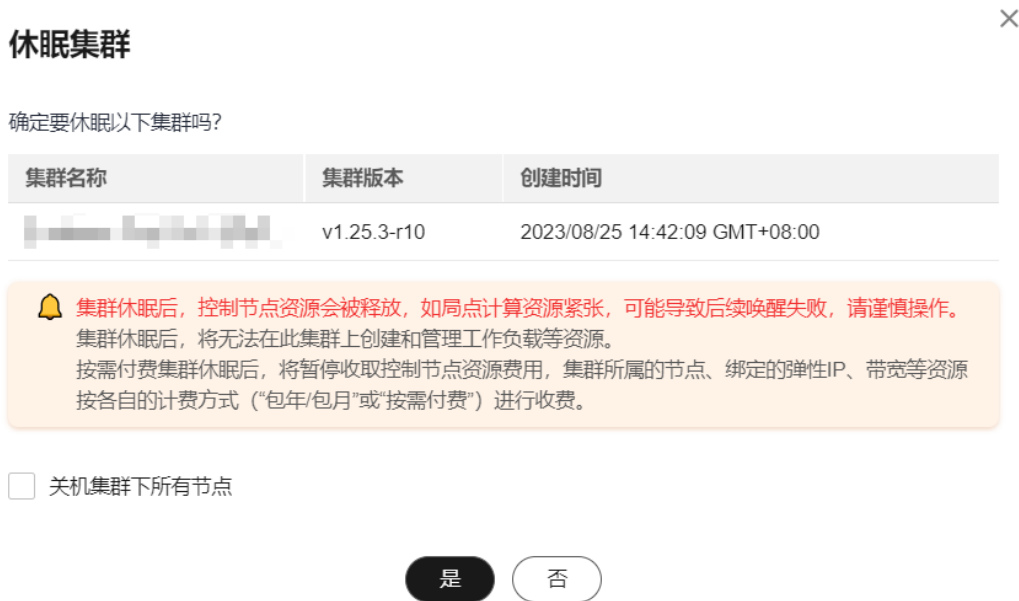 休眠集群
确定要休眠以下集群吗?
集群名称 集群版本 创建时间
v1.25.3-r10 2023/08/25 14:42:09 GMT+08:00
集群休眠后，控制节点资源会被释放，如局点计算资源紧张，可能导致后续唤醒失败，请谨慎操作。
集群休眠后，将无法在此集群上创建和管理工作负载等资源。
按需付费集群休眠后，将暂停收取控制节点资源费用，集群所属的节点、绑定的弹性IP、带宽等资源
按各自的计费方式（“包年/包月”或“按需付费”）进行收费。
关机集群下所有节点
是 否